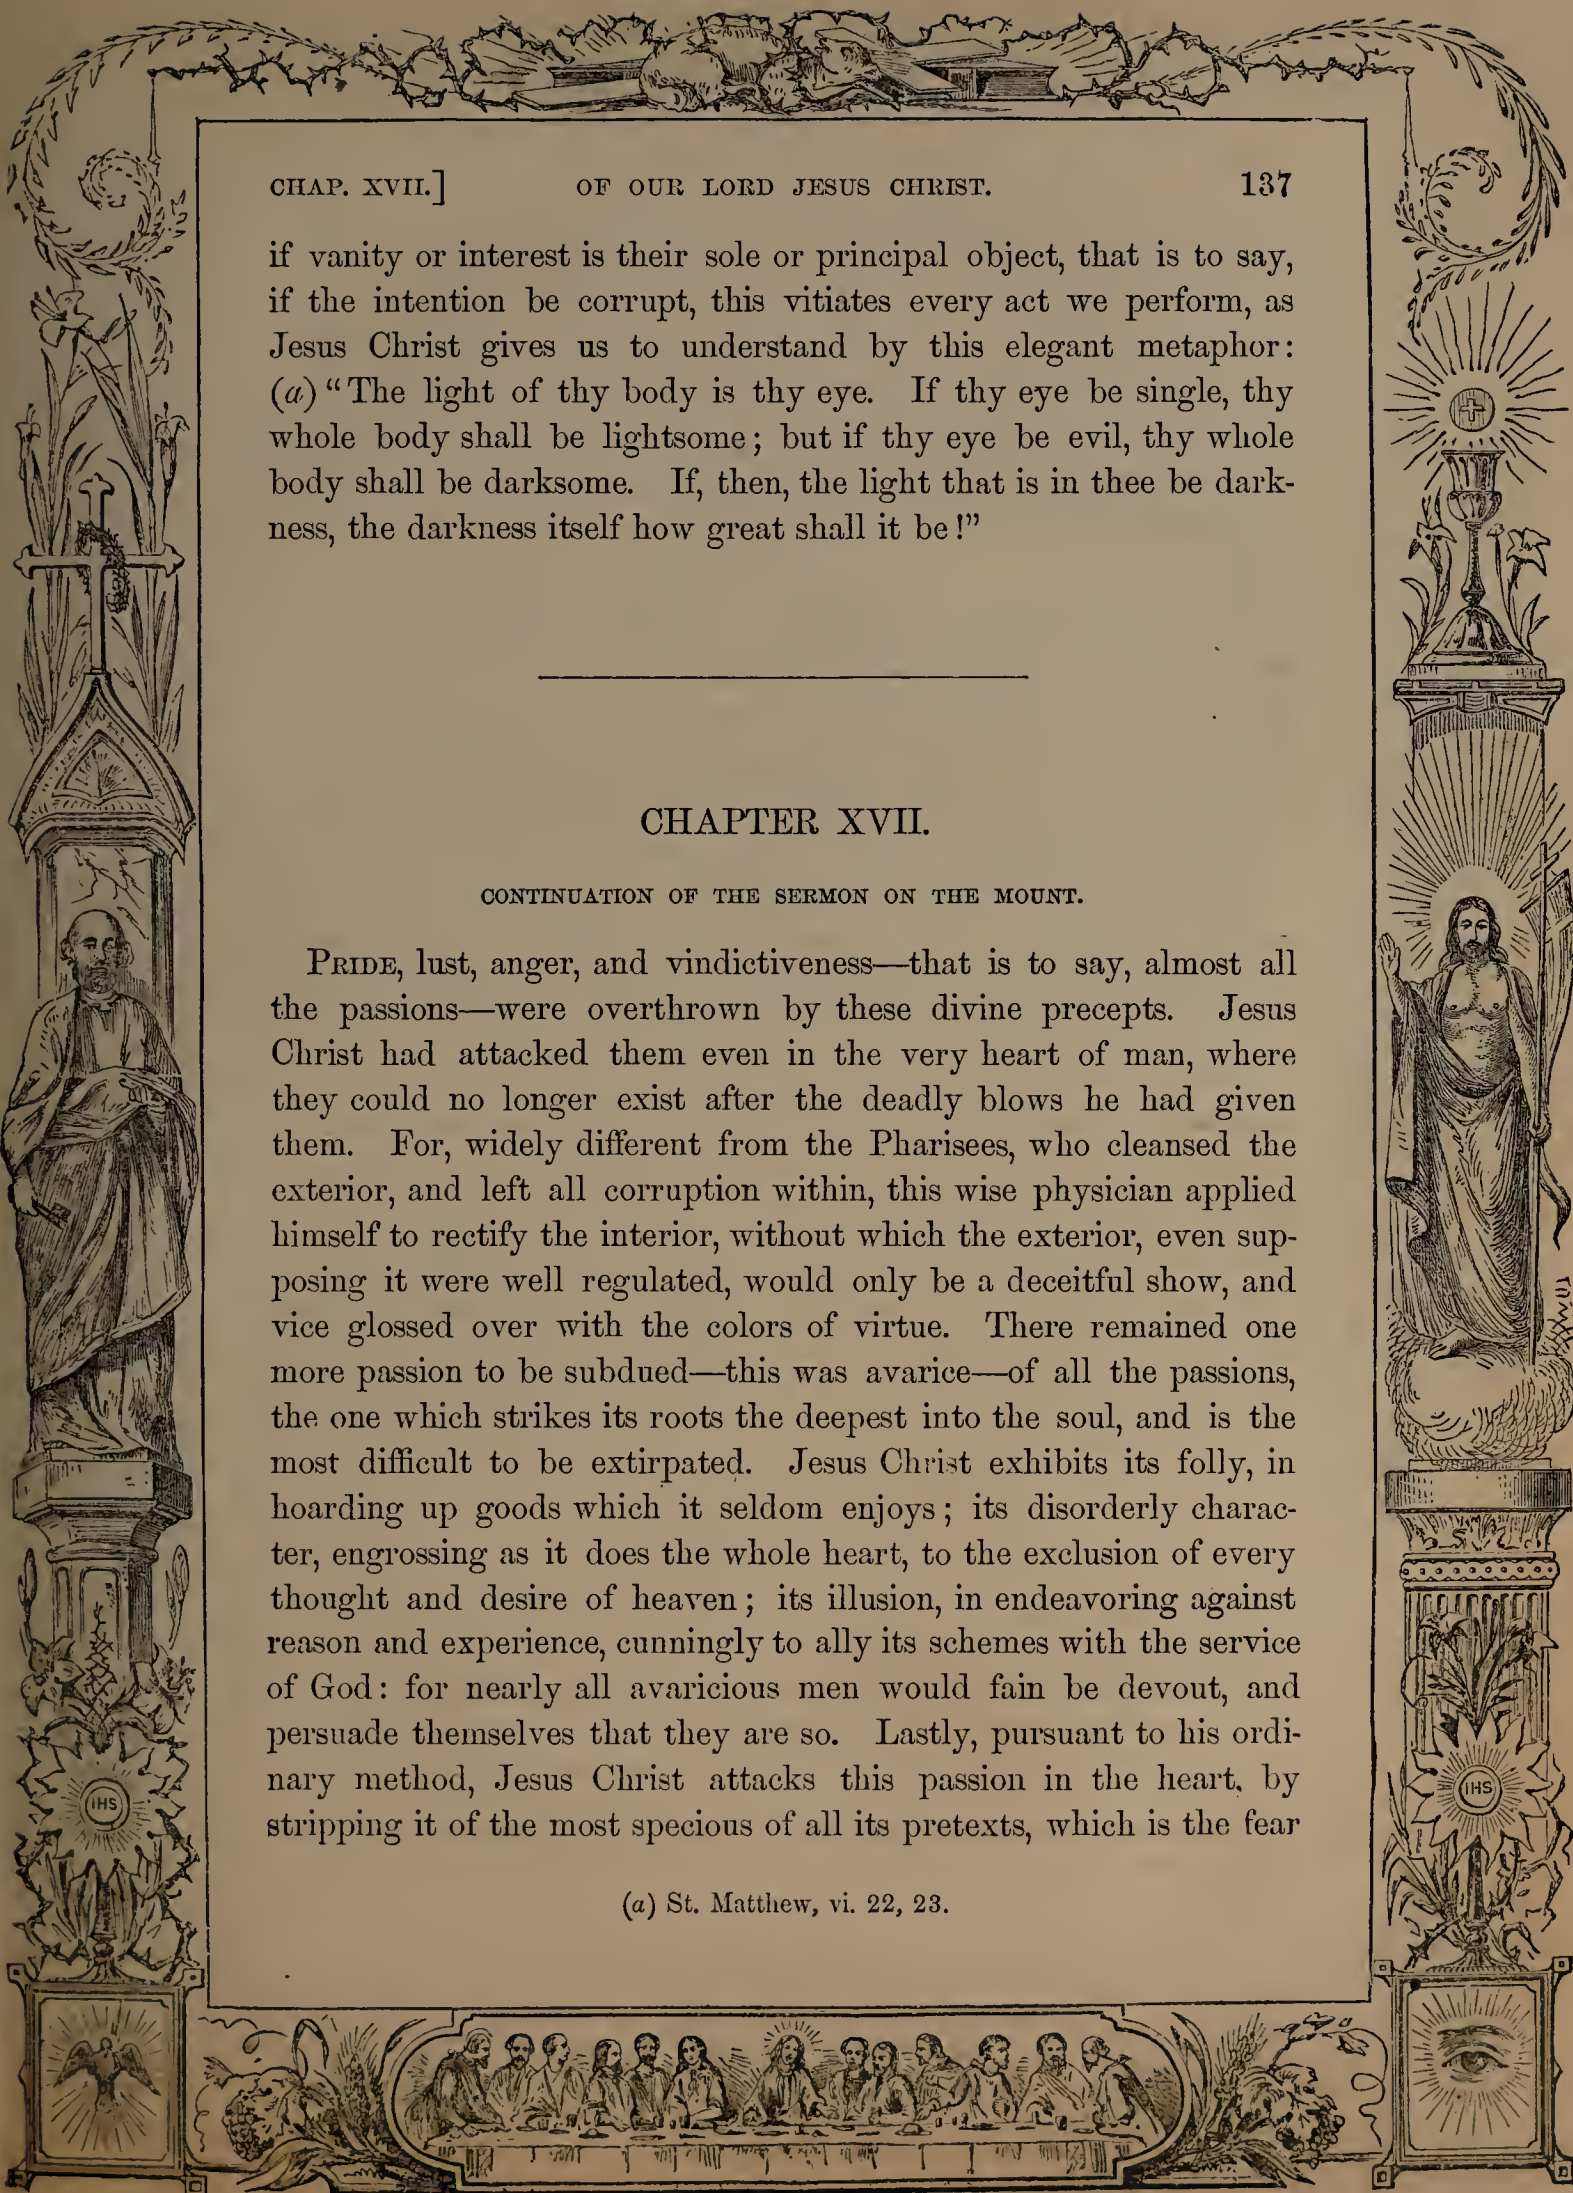 CHAP. XVII.] OF OUR LORD JESUS CHRIST. 137
if vanity or interest is their sole or principal object, that is to say,
if the intention be corrupt, this vitiates every act we perform, as
Jesus Christ gives us to understand by this elegant metaphor:
(a) “The light of thy body is thy eye. If thy eye be single, thy
whole body shall be lightsome; but if thy eye be evil, thy whole
body shall be darksome. If, then, the light that is in thee be dark-
ness, the darkness itself how great shall it be!”
CHAPTER XVII.
CONTINUATION OF THE SERMON ON THE MOUNT.
PRIDE, lust, anger, and vindictiveness—that is to say, almost all
the passions—were overthrown by these divine precepts. Jesus
Christ had attacked them even in the very heart of man, where
they could no longer exist after the deadly blows he had given
them. For, widely different from the Pharisees, who cleansed the
exterior, and left all corruption within, this wise physician applied
himself to rectify the interior, without which the exterior, even sup-
posing it were well regulated, would only be a deceitful show, and
vice glossed over with the colors of virtue. There remained one
more passion to be subdued—this was avarice—of all the passions,
the one which strikes its roots the deepest into the soul, and is the
most difficult to be extirpated. Jesus Christ exhibits its folly, in
hoarding up goods which it seldom enjoys; its disorderly charac-
ter, engrossing as it does the whole heart, to the exclusion of every
thought and desire of heaven; its illusion, in endeavoring against
reason and experience, cunningly to ally its schemes with the service
of God: for nearly all avaricious men would fain be devout, and
persuade themselves that they are so. Lastly, pursuant to his ordi-
nary method, Jesus Christ attacks this passion in the heart, by
stripping it of the most specious of all its pretexts, which is the fear
(a) St. Matthew, vi. 22, 23.
IHS
IHS